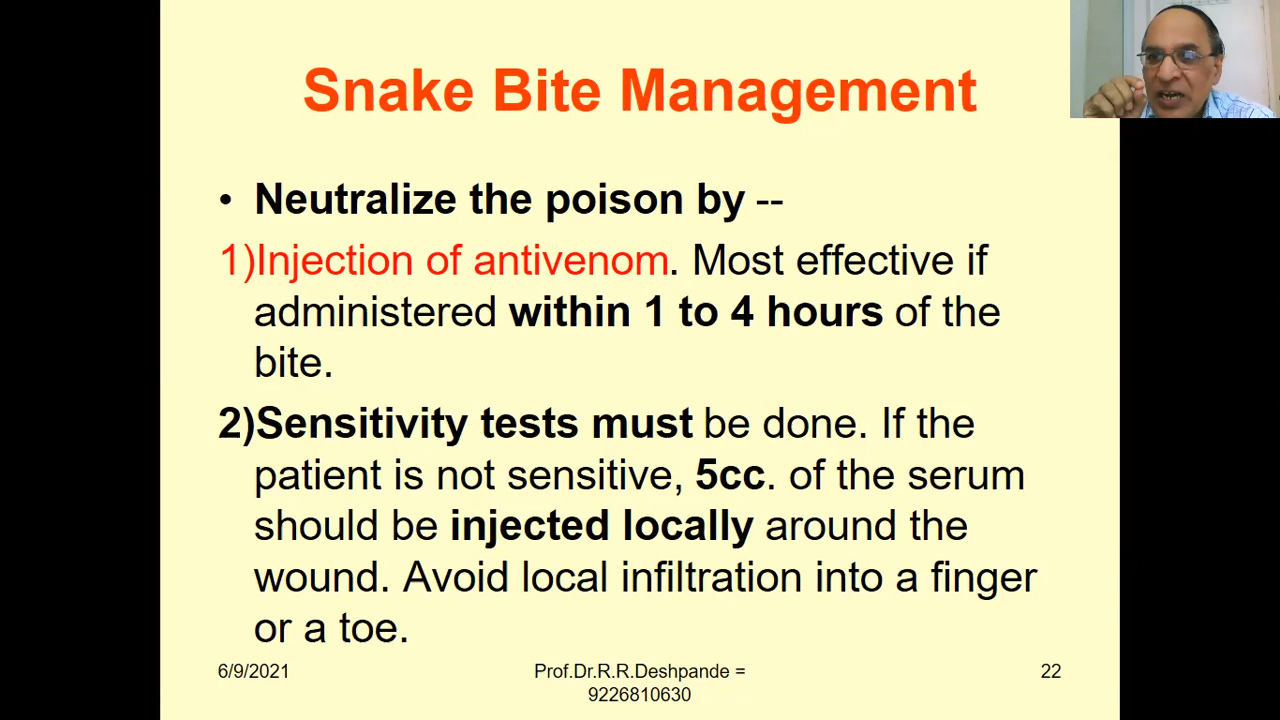 Snake Bite Management
• Neutralize the poison by --
1)Injection of antivenom. Most effective if
administered within 1 to 4 hours of the
bite.
2)Sensitivity tests must be done. If the
patient is not sensitive, 5cc. of the serum
should be injected locally around the
wound. Avoid local infiltration into a finger
or a toe.
6/9/2021
Prof.Dr.R.R.Deshpande =
9226810630
22